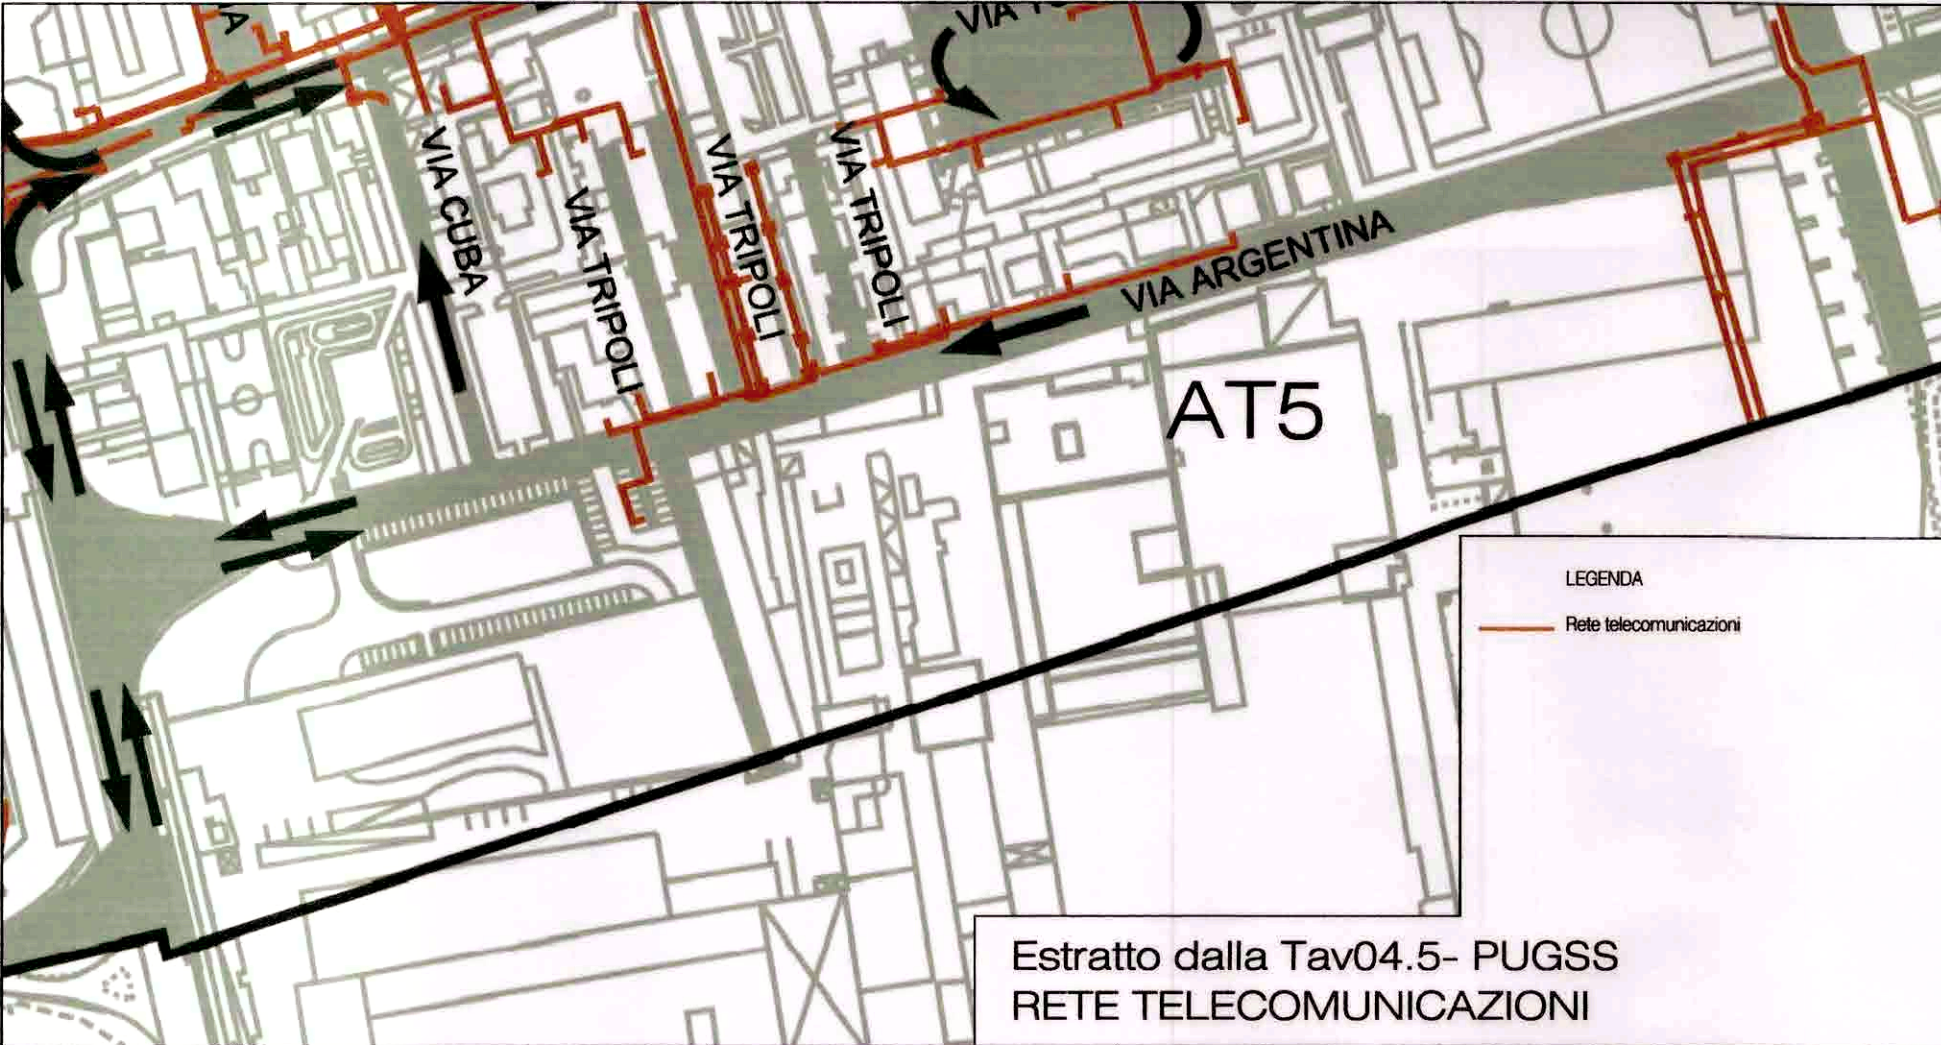 VIA CUBA
VIA TRIPOLI
VIA TRIPOLI
VIA TRIPOLI
VIA ARGENTINA
AT5
LEGENDA
Rete telecomunicazioni
Estratto dalla Tav04.5- PUGSS
RETE TELECOMUNICAZIONI